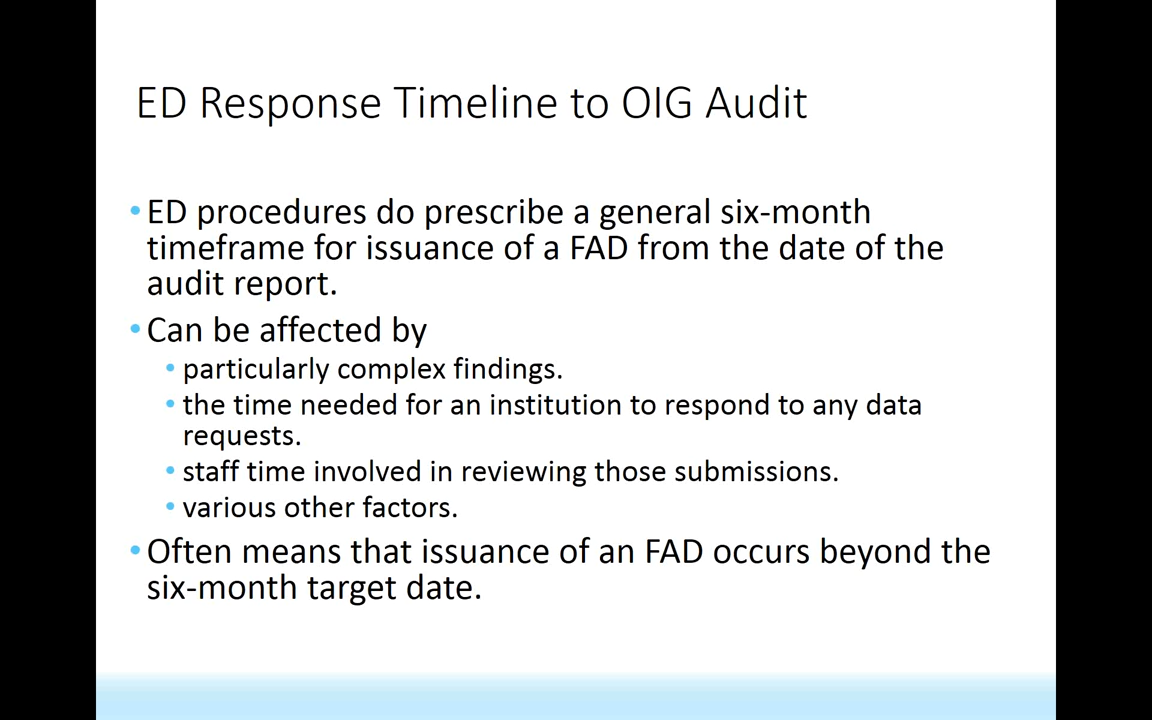 ED Response Timeline to OIG Audit
•ED procedures do prescribe a general six-month
timeframe for issuance of a FAD from the date of the
audit report.
•Can be affected by
•particularly complex findings.
•the time needed for an institution to respond to any data
requests.
•staff time involved in reviewing those submissions.
•various other factors.
•Often means that issuance of an FAD occurs beyond the
six-month target date.